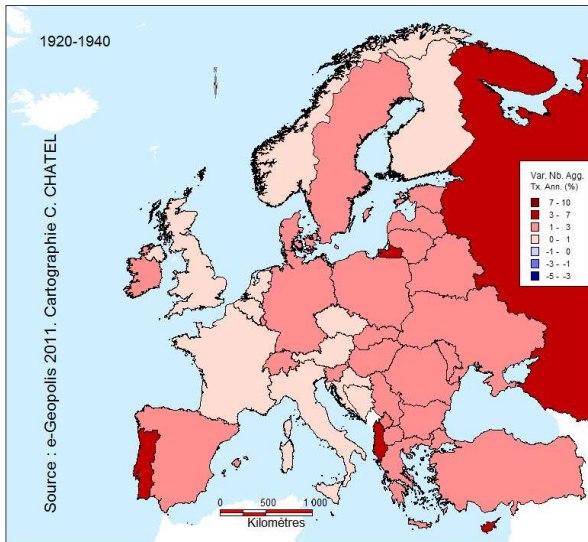 1920-1940
Source : e-Geopolis 2011. Cartographie C. CHATEL
Var. Nb. Agg.
Tx. Ann. (%)
7 - 10
3 - 7
1 - 3
0 - 1
-1 - 0
-3 - -1
-5 - -3
0 500 1 000
Kilomètres